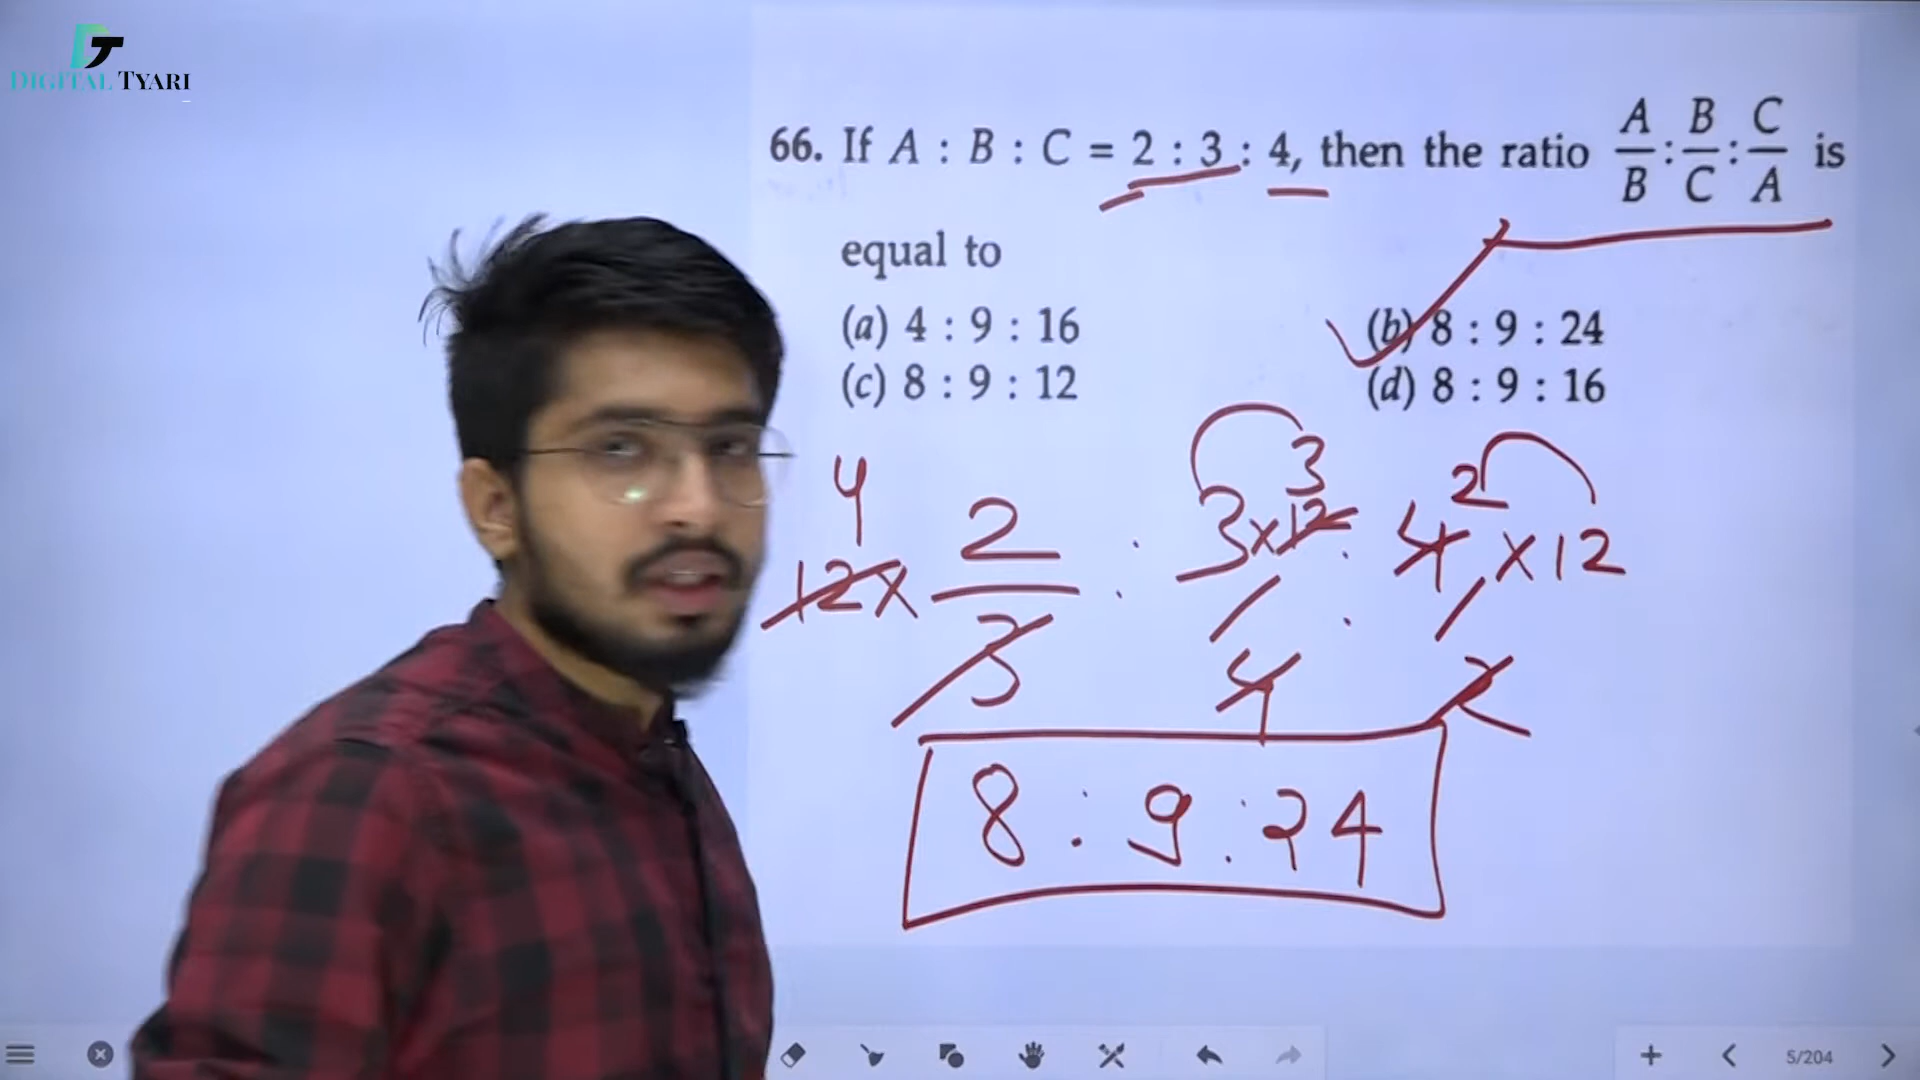 DT
DIGITAL TYARI
66. If A : B : C = 2 : 3 : 4, then the ratio A/B : B/C : C/A is
equal to
(a) 4 : 9 : 16 (b) 8 : 9 : 24
(c) 8 : 9 : 12 (d) 8 : 9 : 16
4 3 2
12 x 2/3 : 3 x 12/4 : 4 x 12/2
8 : 9 : 24
5/204